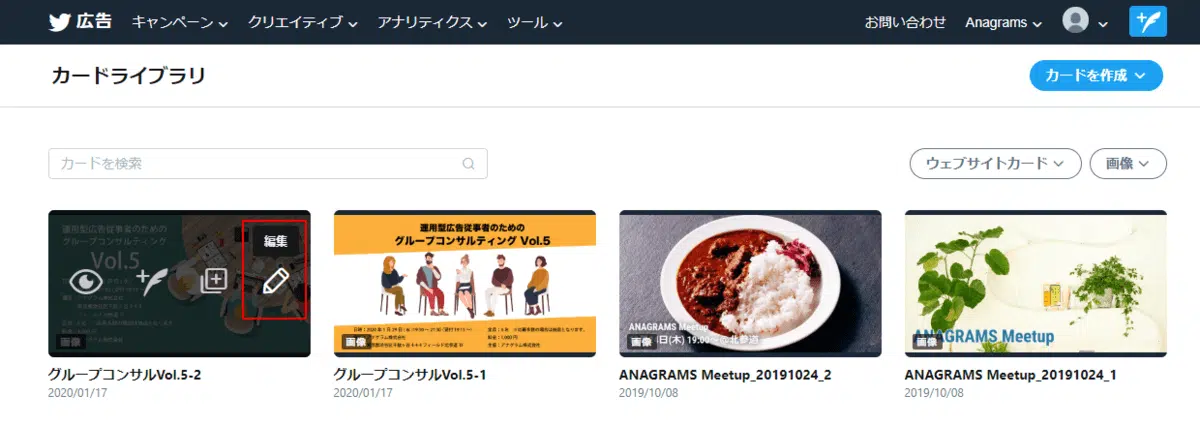 広告 キャンペーン クリエイティブ アナリティクス ツール お問い合わせ Anagrams
カードライブラリ
カードを作成
カードを検索
ウェブサイトカード 画像
運用型広告従事者のための
グループコンサルティング
Vol.5
編集
画像
グループコンサルVol.5-2
2020/01/17
運用型広告従事者のための
グループコンサルティング Vol.5
画像
グループコンサルVol.5-1
2020/01/17
ANAGRAMS Meetup
日(木) 19:00〜@北参道
画像
ANAGRAMS Meetup_20191024_2
2019/10/08
ANAGRAMS Meetup
画像
ANAGRAMS Meetup_20191024_1
2019/10/08